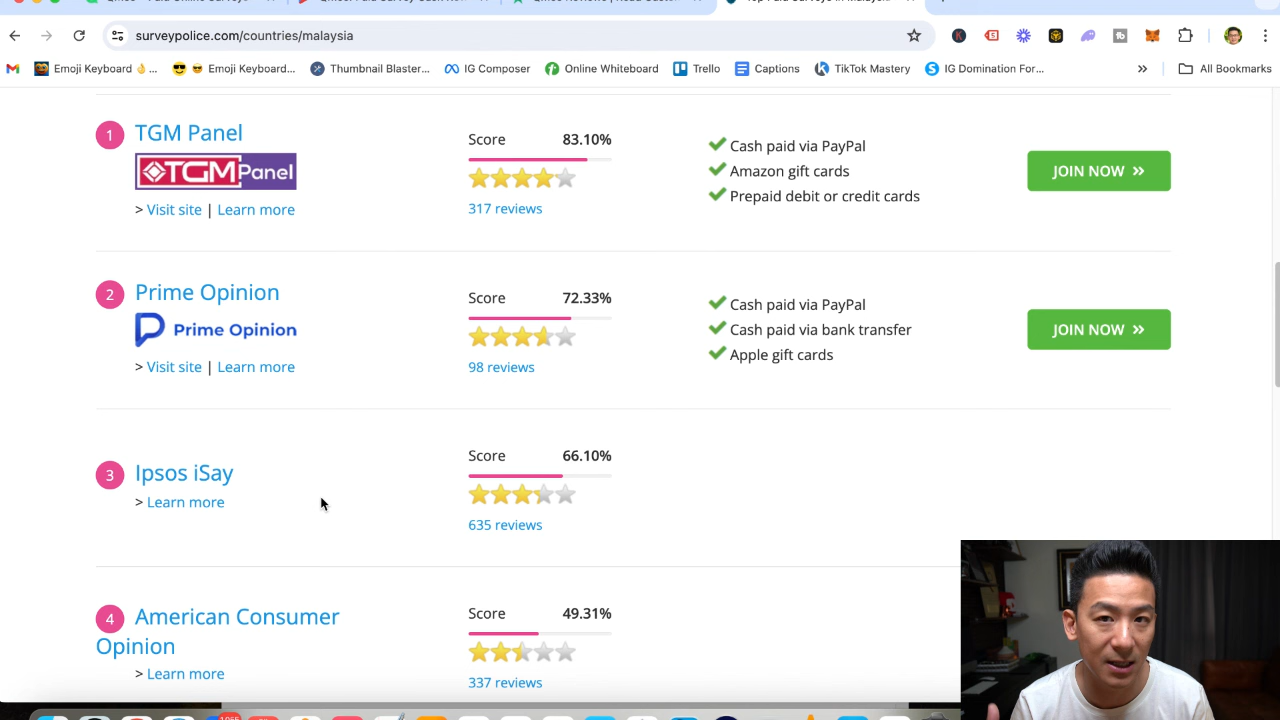 surveypolice.com/countries/malaysia
Emoji Keyboard 👌 ... Emoji Keyboard... Thumbnail Blaster... IG Composer Online Whiteboard Trello Captions TikTok Mastery IG Domination For... » All Bookmarks
1 TGM Panel
TGM Panel
> Visit site | Learn more
Score 83.10%
317 reviews
Cash paid via PayPal
Amazon gift cards
Prepaid debit or credit cards
JOIN NOW »
2 Prime Opinion
Prime Opinion
> Visit site | Learn more
Score 72.33%
98 reviews
Cash paid via PayPal
Cash paid via bank transfer
Apple gift cards
JOIN NOW »
3 Ipsos iSay
> Learn more
Score 66.10%
635 reviews
4 American Consumer
Opinion
> Learn more
Score 49.31%
337 reviews